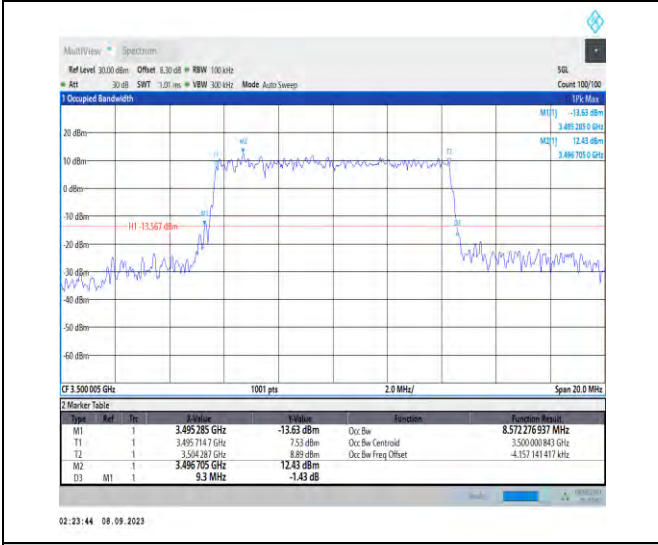 MultiView Spectrum
Ref Level 30.00 dBm Offset 8.30 dB RBW 100 kHz SGL
Att 30 dB SWT 1.01 ms VBW 300 kHz Mode Auto Sweep Count 100/100
1 Occupied Bandwidth 1Pk Max
M1[1] -13.63 dBm
3.495 285 0 GHz
M2[1] 12.43 dBm
3.496 705 0 GHz
20 dBm
M2
T1
T2
10 dBm
0 dBm
-10 dBm
M1
H1 -13.567 dBm
D3
-20 dBm
-30 dBm
-40 dBm
-50 dBm
-60 dBm
CF 3.500 005 GHz 1001 pts 2.0 MHz/ Span 20.0 MHz
2 Marker Table
Type Ref Trc X-Value Y-Value Function Function Result
M1 1 3.495 285 GHz -13.63 dBm Occ Bw 8.572 276 937 MHz
T1 1 3.495 714 7 GHz 7.53 dBm Occ Bw Centroid 3.500 000 843 GHz
T2 1 3.504 287 GHz 8.89 dBm Occ Bw Freq Offset -4.157 141 417 kHz
M2 1 3.496 705 GHz 12.43 dBm
D3 M1 1 9.3 MHz -1.43 dB
02:23:44 08.09.2023